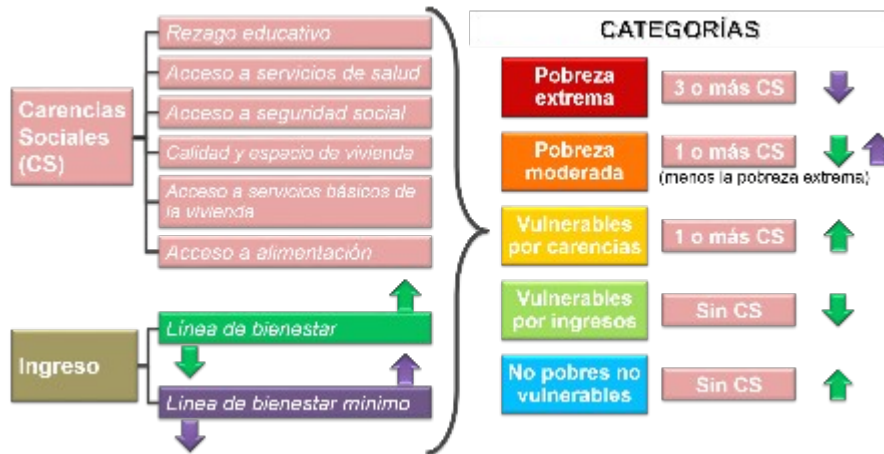 Carencias
Sociales
(CS)
Rezago educativo
Acceso a servicios de salud
Acceso a seguridad social
Calidad y espacio de vivienda
Acceso a servicios básicos de
la vivienda
Acceso a alimentación
Ingreso
Línea de bienestar
Línea de bienestar mínimo
CATEGORÍAS
Pobreza
extrema
3 o más CS
Pobreza
moderada
1 o más CS
(menos la pobreza extrema)
Vulnerables
por carencias
1 o más CS
Vulnerables
por ingresos
Sin CS
No pobres no
vulnerables
Sin CS